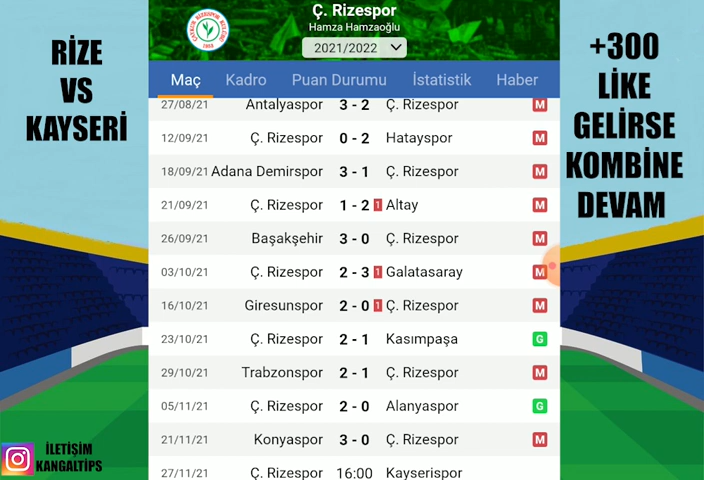 RİZE
VS
KAYSERİ
Ç. Rizespor
Hamza Hamzaoğlu
2021/2022
Maç Kadro Puan Durumu İstatistik Haber
27/08/21 Antalyaspor 3 - 2 Ç. Rizespor M
12/09/21 Ç. Rizespor 0 - 2 Hatayspor M
18/09/21 Adana Demirspor 3 - 1 Ç. Rizespor M
21/09/21 Ç. Rizespor 1 - 2 1 Altay M
26/09/21 Başakşehir 3 - 0 Ç. Rizespor M
03/10/21 Ç. Rizespor 2 - 3 1 Galatasaray M
16/10/21 Giresunspor 2 - 0 1 Ç. Rizespor M
23/10/21 Ç. Rizespor 2 - 1 Kasımpaşa G
29/10/21 Trabzonspor 2 - 1 Ç. Rizespor M
05/11/21 Ç. Rizespor 2 - 0 Alanyaspor G
21/11/21 Konyaspor 3 - 0 Ç. Rizespor M
27/11/21 Ç. Rizespor 16:00 Kayserispor
+300
LİKE
GELİRSE
KOMBİNE
DEVAM
İLETİŞİM
KANGALTİPS